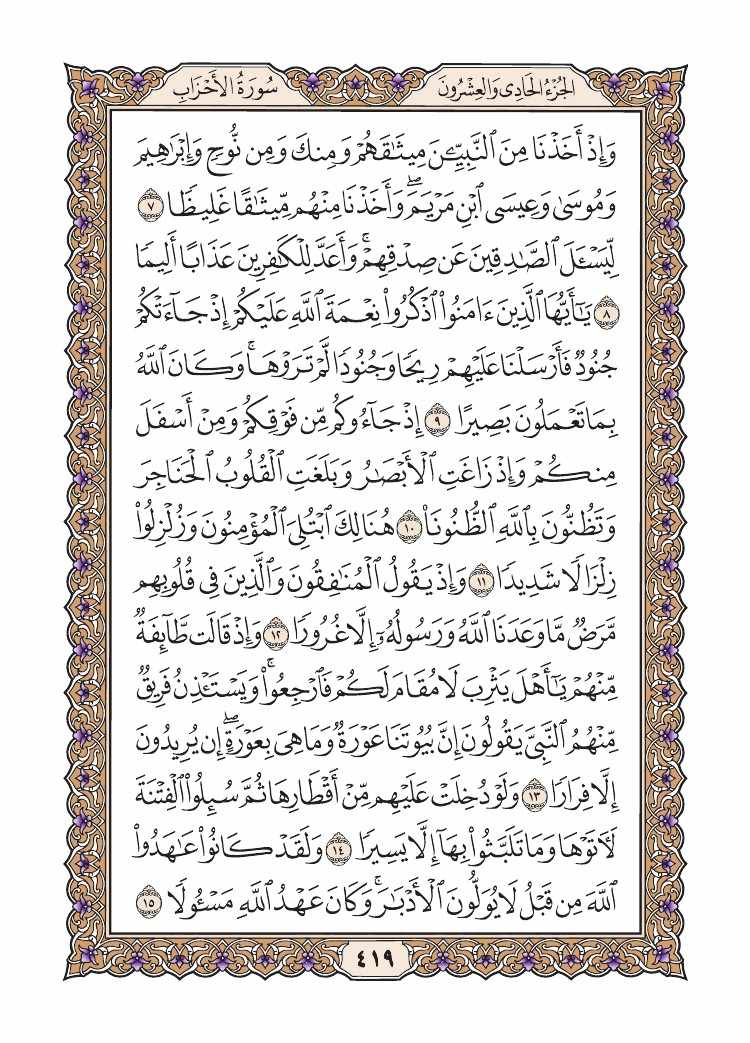 الجُزْءُ الحَادِي وَالعِشْرُونَ
سُورَةُ الأَحْزَابِ
وَإِذْ أَخَذْنَا مِنَ ٱلنَّبِيِّـۧنَ مِيثَٰقَهُمْ وَمِنكَ وَمِن نُّوحٍ وَإِبْرَٰهِيمَ
وَمُوسَىٰ وَعِيسَى ٱبْنِ مَرْيَمَۖ وَأَخَذْنَا مِنْهُم مِّيثَٰقًا غَلِيظًا ٧
لِّيَسْـَٔلَ ٱلصَّٰدِقِينَ عَن صِدْقِهِمْۚ وَأَعَدَّ لِلْكَٰفِرِينَ عَذَابًا أَلِيمًا
٨ يَٰٓأَيُّهَا ٱلَّذِينَ ءَامَنُوا۟ ٱذْكُرُوا۟ نِعْمَةَ ٱللَّهِ عَلَيْكُمْ إِذْ جَآءَتْكُمْ
جُنُودٌ فَأَرْسَلْنَا عَلَيْهِمْ رِيحًا وَجُنُودًا لَّمْ تَرَوْهَاۚ وَكَانَ ٱللَّهُ
بِمَا تَعْمَلُونَ بَصِيرًا ٩ إِذْ جَآءُوكُم مِّن فَوْقِكُمْ وَمِنْ أَسْفَلَ
مِنكُمْ وَإِذْ زَاغَتِ ٱلْأَبْصَٰرُ وَبَلَغَتِ ٱلْقُلُوبُ ٱلْحَنَاجِرَ
وَتَظُنُّونَ بِٱللَّهِ ٱلظُّنُونَا۠ ١٠ هُنَالِكَ ٱبْتُلِيَ ٱلْمُؤْمِنُونَ وَزُلْزِلُوا۟
زِلْزَالًا شَدِيدًا ١١ وَإِذْ يَقُولُ ٱلْمُنَٰفِقُونَ وَٱلَّذِينَ فِى قُلُوبِهِم
مَّرَضٌ مَّا وَعَدَنَا ٱللَّهُ وَرَسُولُهُۥٓ إِلَّا غُرُورًا ١٢ وَإِذْ قَالَت طَّآئِفَةٌ
مِّنْهُمْ يَٰٓأَهْلَ يَثْرِبَ لَا مُقَامَ لَكُمْ فَٱرْجِعُوا۟ۚ وَيَسْتَـْٔذِنُ فَرِيقٌ
مِّنْهُمُ ٱلنَّبِىَّ يَقُولُونَ إِنَّ بُيُوتَنَا عَوْرَةٌ وَمَا هِىَ بِعَوْرَةٍۖ إِن يُرِيدُونَ
إِلَّا فِرَارًا ١٣ وَلَوْ دُخِلَتْ عَلَيْهِم مِّنْ أَقْطَارِهَا ثُمَّ سُئِلُوا۟ ٱلْفِتْنَةَ
لَـَٔاتَوْهَا وَمَا تَلَبَّثُوا۟ بِهَآ إِلَّا يَسِيرًا ١٤ وَلَقَدْ كَانُوا۟ عَٰهَدُوا۟
ٱللَّهَ مِن قَبْلُ لَا يُوَلُّونَ ٱلْأَدْبَٰرَۚ وَكَانَ عَهْدُ ٱللَّهِ مَسْـُٔولًا ١٥
٤١٩